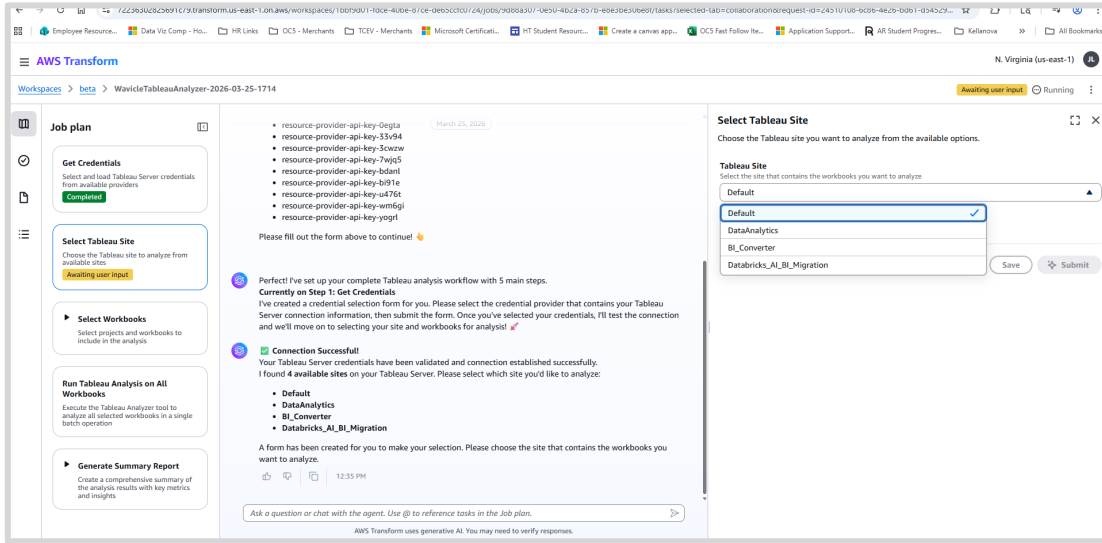 Employee Resource...
Data Viz Comp - Ho...
HR Links
OC5 - Merchants
TCEV - Merchants
Microsoft Certificati...
HT Student Resourc...
Create a canvas app...
OC5 Fast Follow Ite...
Application Support...
AR Student Progres...
Kellanova
»
All Bookmarks
AWS Transform
N. Virginia (us-east-1)
JL
Workspaces > beta > WavicleTableauAnalyzer-2026-03-25-1714
Awaiting user input
Running
Job plan
Get Credentials
Select and load Tableau Server credentials
from available providers
Completed
Select Tableau Site
Choose the Tableau site to analyze from
available sites
Awaiting user input
Select Workbooks
Select projects and workbooks to
include in the analysis
Run Tableau Analysis on All
Workbooks
Execute the Tableau Analyzer tool to
analyze all selected workbooks in a single
batch operation
Generate Summary Report
Create a comprehensive summary of
the analysis results with key metrics
and insights
March 25, 2026
• resource-provider-api-key-0egta
• resource-provider-api-key-33v94
• resource-provider-api-key-3cwzw
• resource-provider-api-key-7wjq5
• resource-provider-api-key-bdanl
• resource-provider-api-key-bi91e
• resource-provider-api-key-u476t
• resource-provider-api-key-wm6gi
• resource-provider-api-key-yogrl
Please fill out the form above to continue! 👆
Perfect! I've set up your complete Tableau analysis workflow with 5 main steps.
Currently on Step 1: Get Credentials
I've created a credential selection form for you. Please select the credential provider that contains your Tableau
Server connection information, then submit the form. Once you've selected your credentials, I'll test the connection
and we'll move on to selecting your site and workbooks for analysis! 🚀
✅ Connection Successful!
Your Tableau Server credentials have been validated and connection established successfully.
I found 4 available sites on your Tableau Server. Please select which site you'd like to analyze:
• Default
• DataAnalytics
• BI_Converter
• Databricks_AI_BI_Migration
A form has been created for you to make your selection. Please choose the site that contains the workbooks you
want to analyze.
12:35 PM
Ask a question or chat with the agent. Use @ to reference tasks in the Job plan.
AWS Transform uses generative AI. You may need to verify responses.
Select Tableau Site
Choose the Tableau site you want to analyze from the available options.
Tableau Site
Select the site that contains the workbooks you want to analyze
Default
Default
DataAnalytics
BI_Converter
Databricks_AI_BI_Migration
Save
Submit